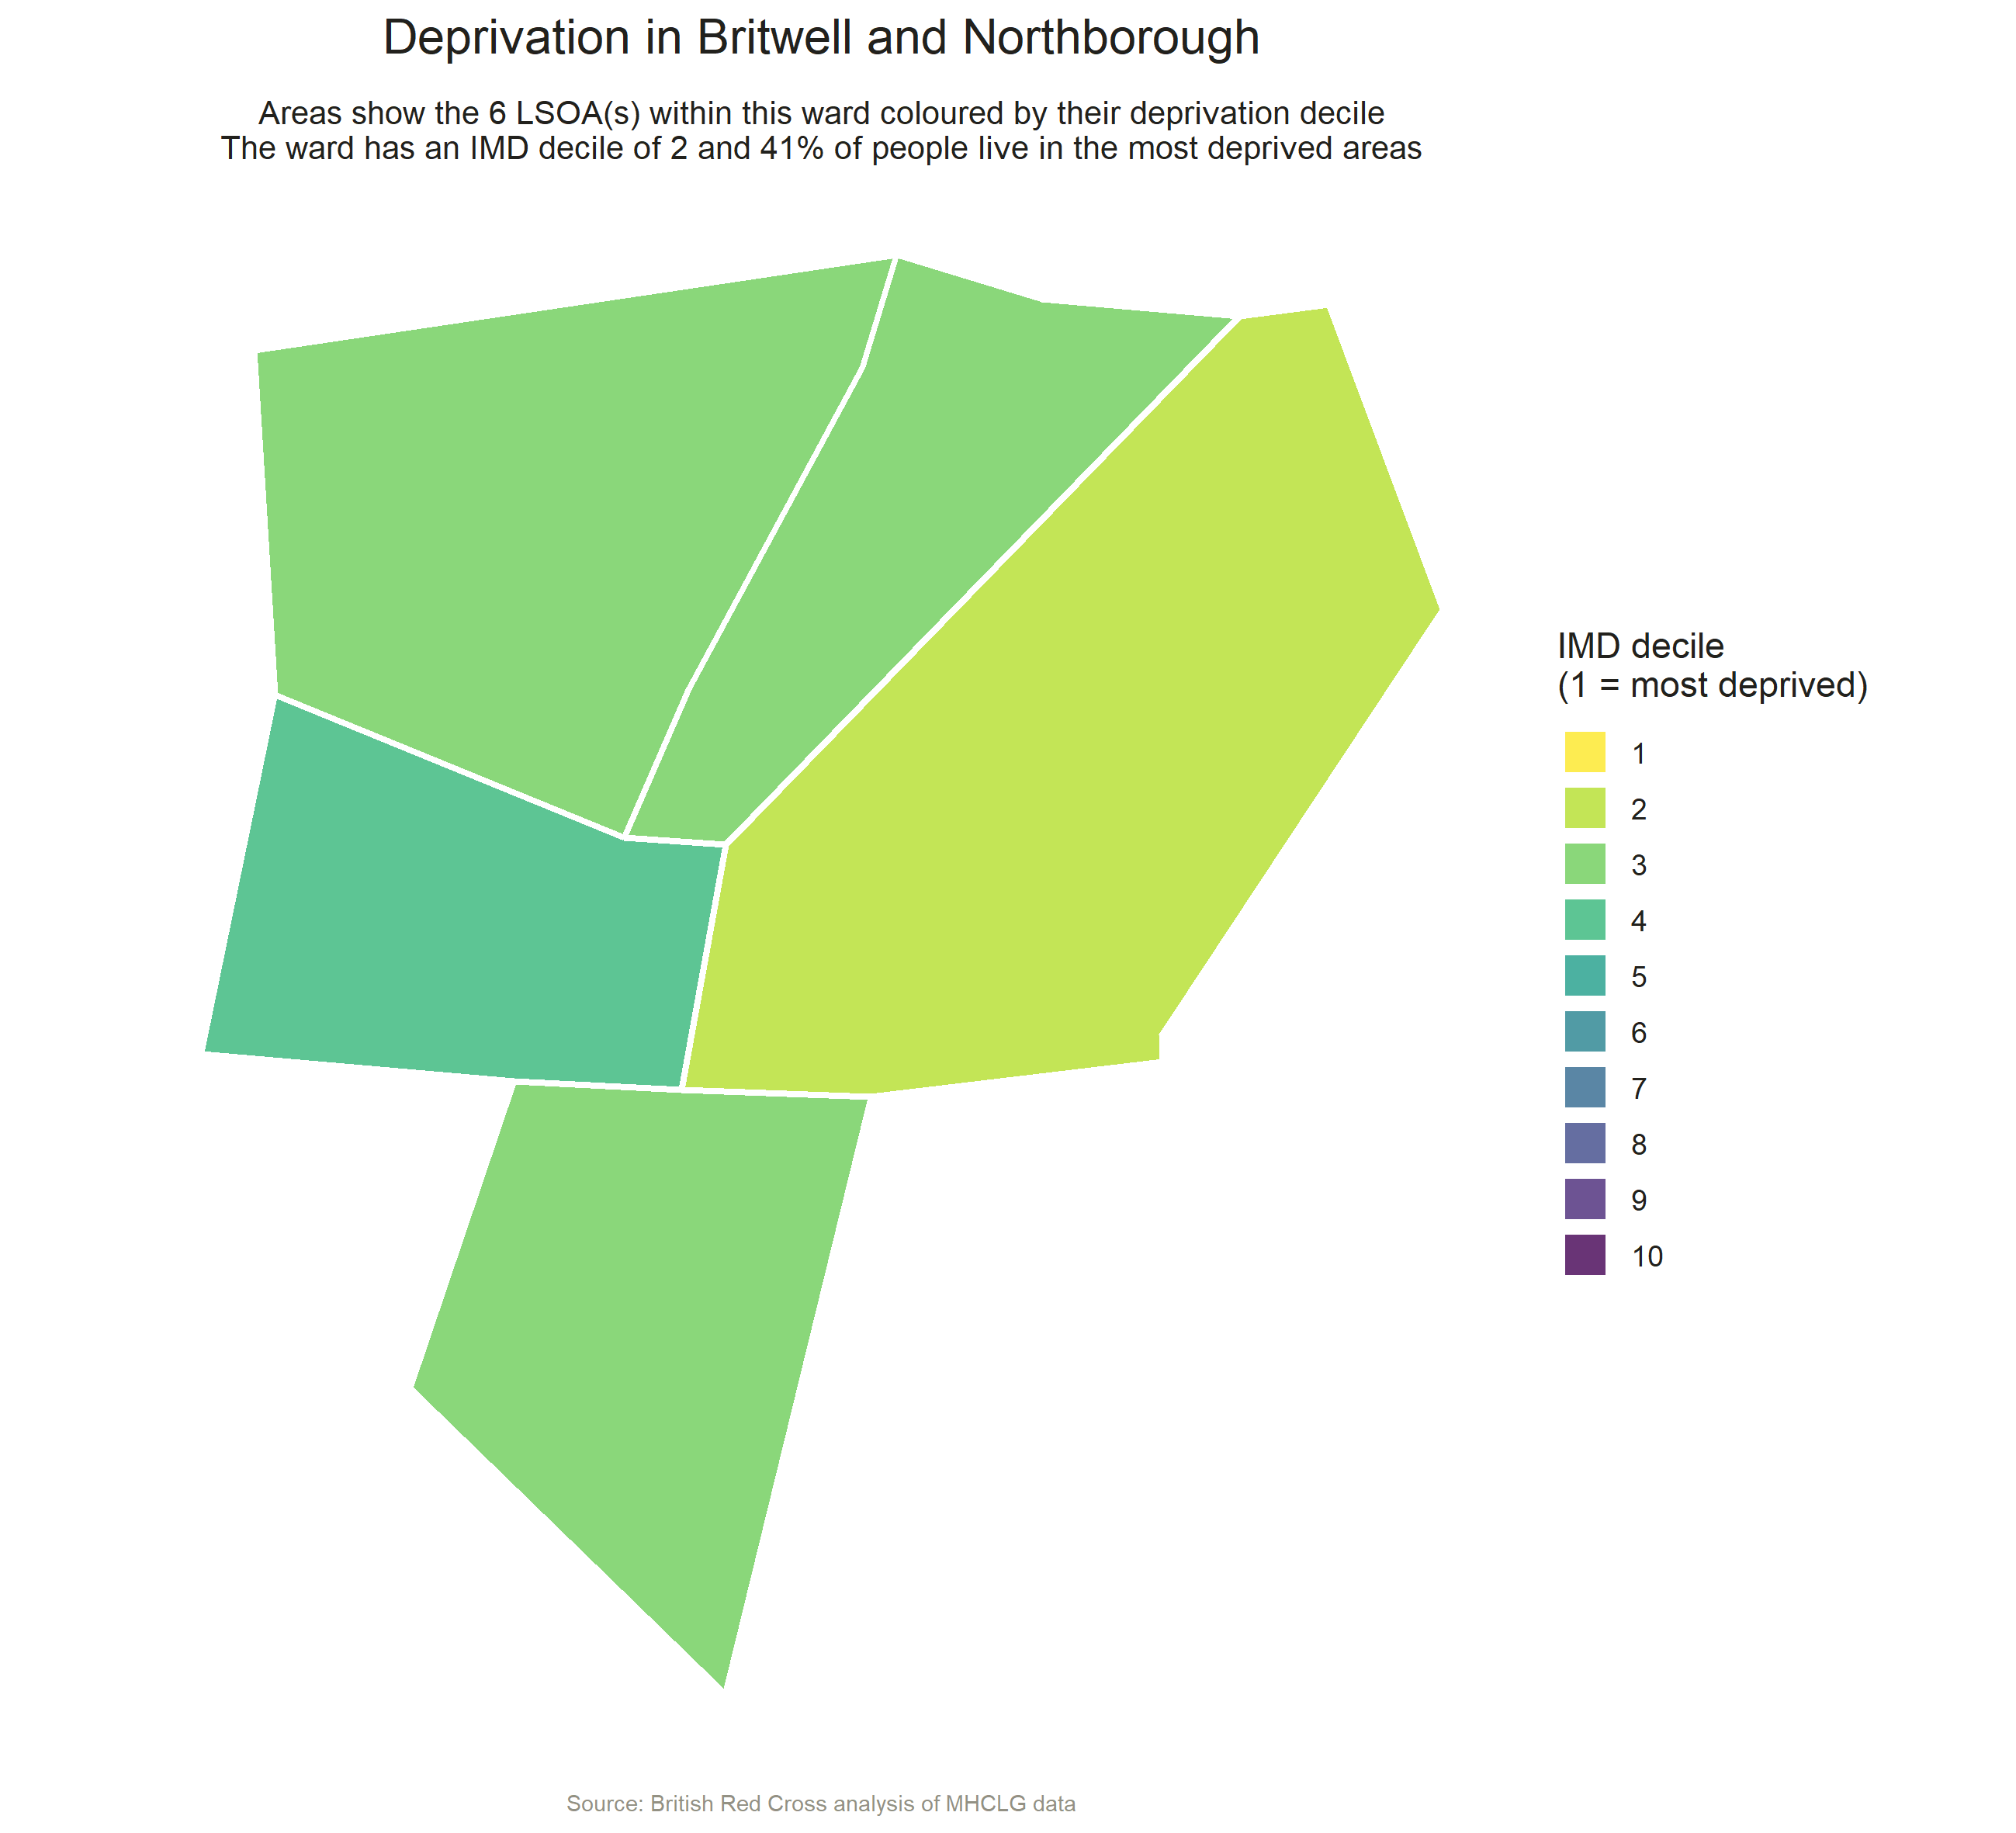 Deprivation in Britwell and Northborough
Areas show the 6 LSOA(s) within this ward coloured by their deprivation decile
The ward has an IMD decile of 2 and 41% of people live in the most deprived areas
IMD decile
(1 = most deprived)
1
2
3
4
5
6
7
8
9
10
Source: British Red Cross analysis of MHCLG data